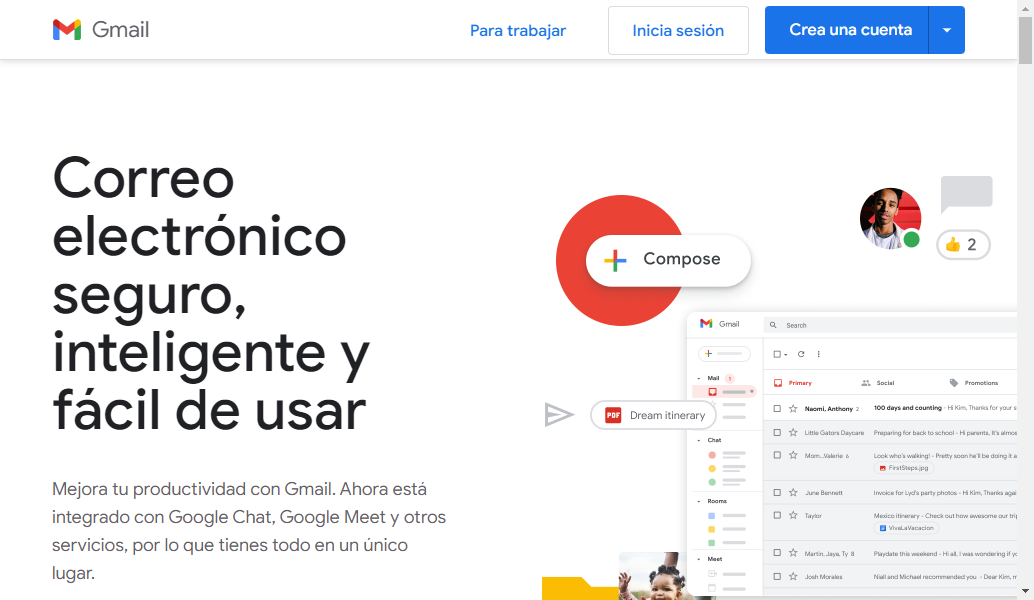 Gmail
Para trabajar
Inicia sesión
Crea una cuenta
Correo
electrónico
seguro,
inteligente y
fácil de usar
Mejora tu productividad con Gmail. Ahora está
integrado con Google Chat, Google Meet y otros
servicios, por lo que tienes todo en un único
lugar.
Compose
👍 2
PDF Dream itinerary
Gmail
Search
Mail 1
Chat
Rooms
Meet
Primary
Social
Promotions
Naomi, Anthony 2 100 days and counting - Hi Kim, Thanks for your s
Little Gators Daycare Preparing for back to school - Hi parents, It's almos
Mom...Valerie 6 Look who's walking! - Pretty soon he'll be doing it a
FirstSteps.jpg
June Bennett Invoice for Lyd's party photos - Hi Kim, Thanks agai
Taylor Mexico itinerary - Check out how awesome our trip
VivaLaVacacion
Martin, Jaya, Ty 8 Playdate this weekend - Hi all, I was wondering if yo
Josh Morales Niall and Michael recommended you - Dear Kim, m